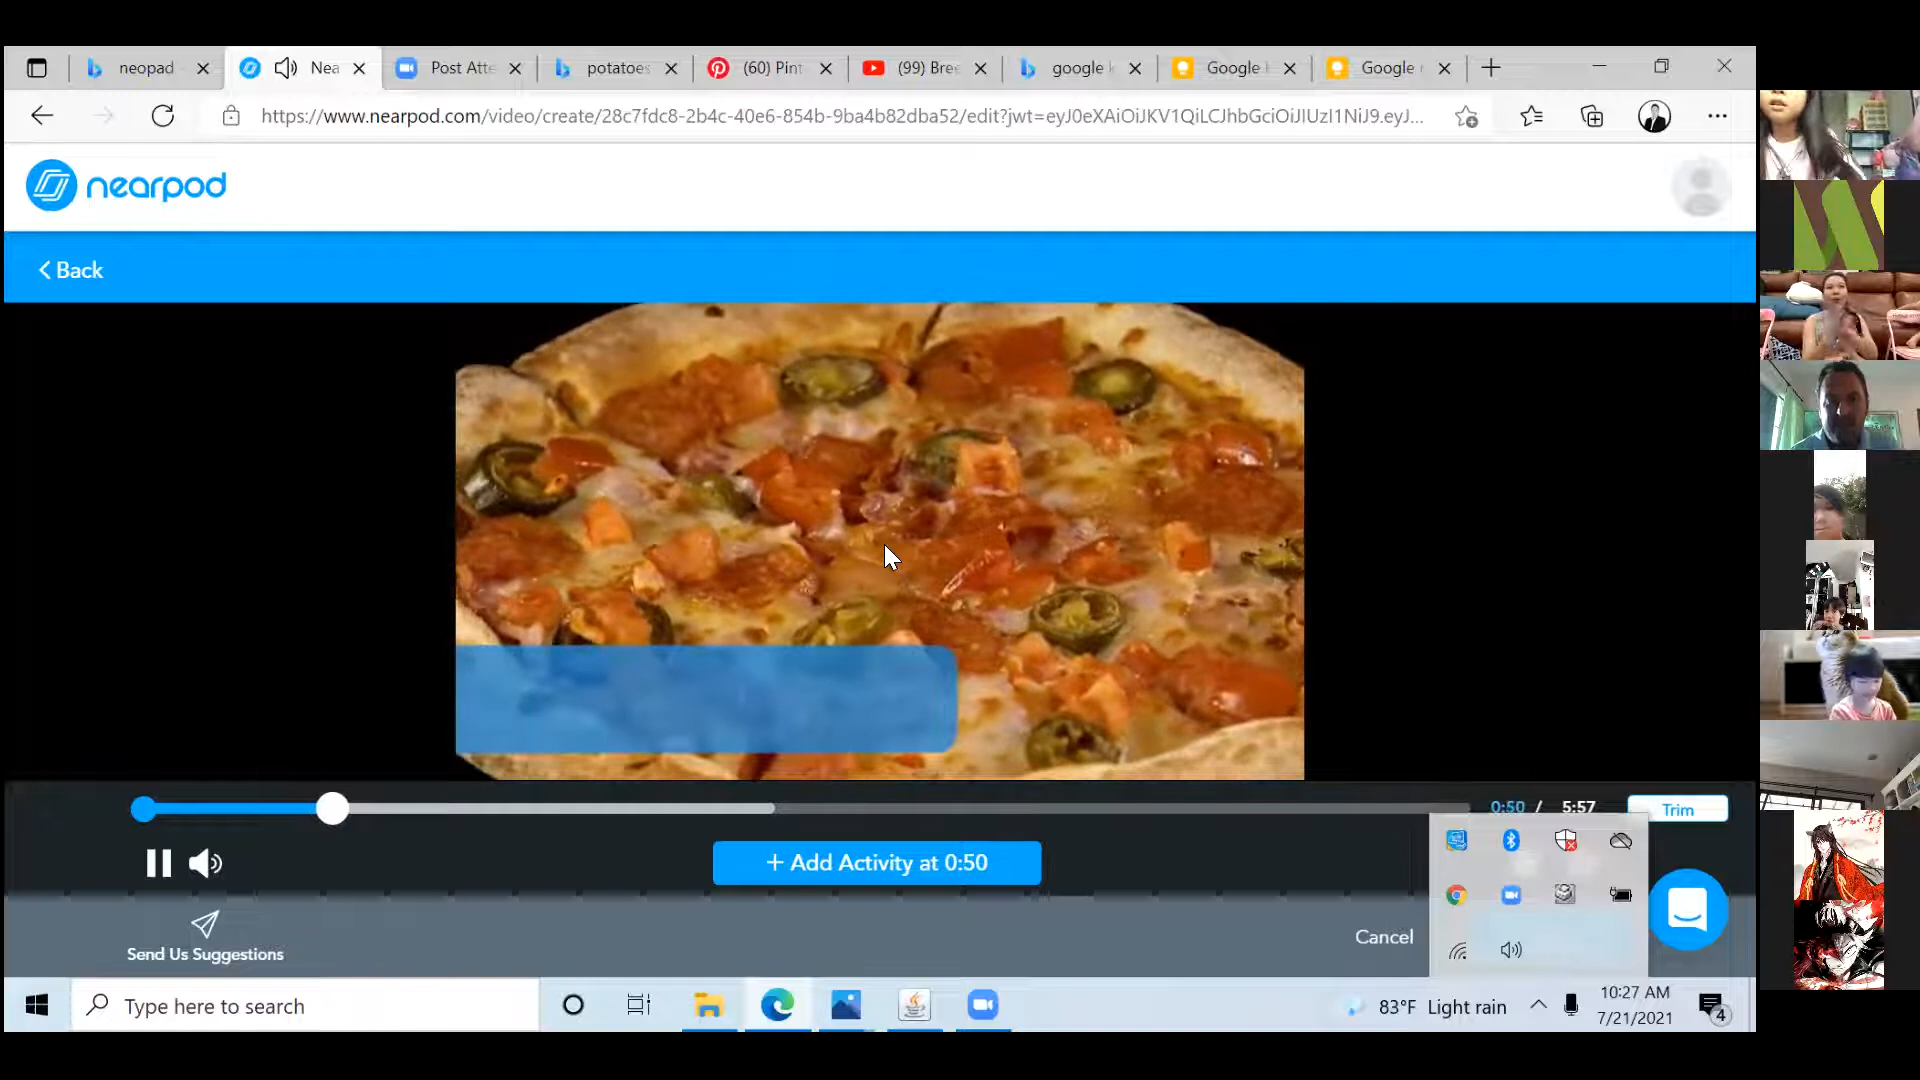 neopad
Nea
Post Atte
potatoes
(60) Pint
(99) Bree
google k
Google
Google
https://www.nearpod.com/video/create/28c7fdc8-2b4c-40e6-854b-9ba4b82dba52/edit?jwt=eyJ0eXAiOiJKV1QiLCJhbGciOiJIUzI1NiJ9.eyJ...
nearpod
Back
0:50 / 5:57
Trim
+ Add Activity at 0:50
Send Us Suggestions
Cancel
Type here to search
83°F Light rain
10:27 AM
7/21/2021
4